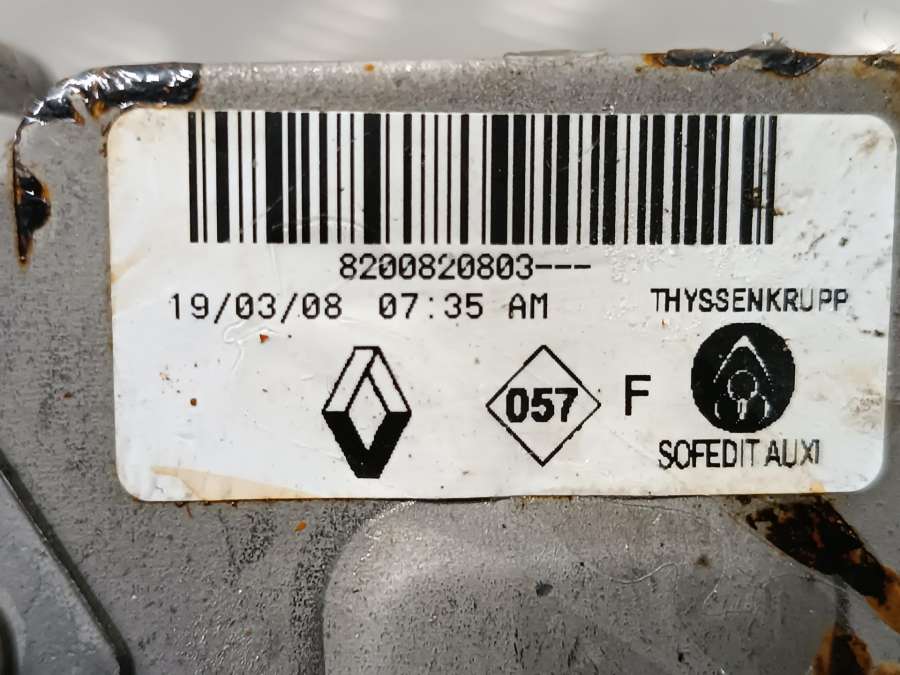 8200820803---
19/03/08 07:35 AM
THYSSENKRUPP
057 F
SOFEDIT AUXI